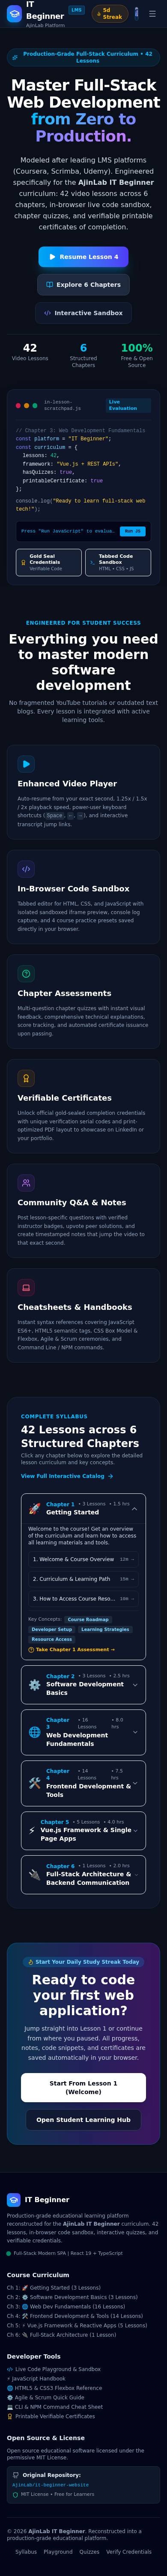 IT Beginner
LMS
5d Streak
AjinLab Platform
Production-Grade Full-Stack Curriculum • 42 Lessons
Master Full-Stack
Web Development
from Zero to
Production.
Modeled after leading LMS platforms
(Coursera, Scrimba, Udemy). Engineered
specifically for the AjinLab IT Beginner
curriculum: 42 video lessons, in-browser live code sandbox,
chapter quizzes, and verifiable
certificates of completion.
Resume Lesson 4
Explore 6 Chapters
Interactive Sandbox
42
Video Lessons
6
Structured Chapters
100%
Free & Open Source
in-lesson-scratchpad.js
Live Evaluation
// Chapter 3: Web Development Fundamentals
const platform = "IT Beginner";
const curriculum = {
lessons: 42,
framework: "Vue.js + REST APIs",
hasQuizzes: true,
printableCertificate: true
};
console.log("Ready to learn full-stack web tech!");
Press "Run JavaScript" to evalua…
Run JS
Gold Seal Credentials
Verifiable Code
Tabbed Code Sandbox
HTML • CSS • JS
ENGINEERED FOR STUDENT SUCCESS
Everything you need
to master modern
software
development
No fragmented YouTube tutorials or outdated
blogs. Every lesson is integrated with active
learning tools.
Enhanced Video Player
Auto-resume from your exact second, 1.25x / 1.5x
/ 2x playback speed, power-user keyboard
shortcuts (Space, ←, →), and interactive
transcript jump links.
In-Browser Code Sandbox
Tabbed editor for HTML, CSS, and JavaScript with
isolated sandboxed iframe preview, console log
capture, and 4 course practice presets saved
directly in your browser.
Chapter Assessments
Multi-question chapter quizzes with instant visual
feedback, comprehensive technical explanations,
score tracking, and automated certificate issuance
upon passing.
Verifiable Certificates
Unlock official gold-sealed completion credentials
with unique verification serial codes and print-
optimized PDF layout to showcase on LinkedIn or
your portfolio.
Community Q&A & Notes
Post lesson-specific questions with verified
instructor badges, upvote peer solutions, and
create timestamped notes that jump the video to
that exact second.
Cheatsheets & Handbooks
Instant syntax references covering JavaScript
ES6+, HTML5 semantic tags, CSS Box Model &
Flexbox, Agile & Scrum ceremonies, and
Command Line / NPM commands.
COMPLETE SYLLABUS
42 Lessons across 6
Structured Chapters
Click any chapter below to explore the detailed
lesson curriculum and key concepts.
View Full Interactive Catalog →
Chapter 1 • 3 Lessons • 1.5 hrs
Getting Started
Welcome to the course! Get an overview
of the curriculum and learn how to access
all learning materials and tools.
1. Welcome & Course Overview 12m
2. Curriculum & Learning Path 15m
3. How to Access Course Reso… 10m
Key Concepts: Course Roadmap
Developer Setup Learning Strategies
Resource Access
Take Chapter 1 Assessment →
Chapter 2 • 3 Lessons • 2.5 hrs
Software Development Basics
Chapter 3 • 16 Lessons • 8.0 hrs
Web Development Fundamentals
Chapter 4 • 14 Lessons • 7.5 hrs
Frontend Development & Tools
Chapter 5 • 5 Lessons • 4.0 hrs
Vue.js Framework & Single Page Apps
Chapter 6 • 1 Lessons • 2.0 hrs
Full-Stack Architecture & Backend Communication
Start Your Daily Study Streak Today
Ready to code
your first web
application?
Jump straight into Lesson 1 or continue
from where you paused. All progress,
notes, code snippets, and certificates are
saved automatically in your browser.
Start From Lesson 1 (Welcome)
Open Student Learning Hub
IT Beginner
Production-grade educational learning platform
reconstructed for the AjinLab IT Beginner curriculum. 42
lessons, in-browser code sandbox, interactive quizzes, and
verifiable credentials.
Full-Stack Modern SPA | React 19 + TypeScript
Course Curriculum
Ch 1: Getting Started (3 Lessons)
Ch 2: Software Development Basics (3 Lessons)
Ch 3: Web Dev Fundamentals (16 Lessons)
Ch 4: Frontend Development & Tools (14 Lessons)
Ch 5: Vue.js Framework & Reactive Apps (5 Lessons)
Ch 6: Full-Stack Architecture (1 Lesson)
Developer Tools
Live Code Playground & Sandbox
JavaScript Handbook
HTML5 & CSS3 Flexbox Reference
Agile & Scrum Quick Guide
CLI & NPM Command Cheat Sheet
Printable Verifiable Certificates
Open Source & License
Open source educational software licensed under the
permissive MIT License.
Original Repository:
AjinLab/it-beginner-website
MIT License • Free for Learners
© 2026 AjinLab IT Beginner. Reconstructed into a
production-grade educational platform.
Syllabus Playground Quizzes Verify Credentials